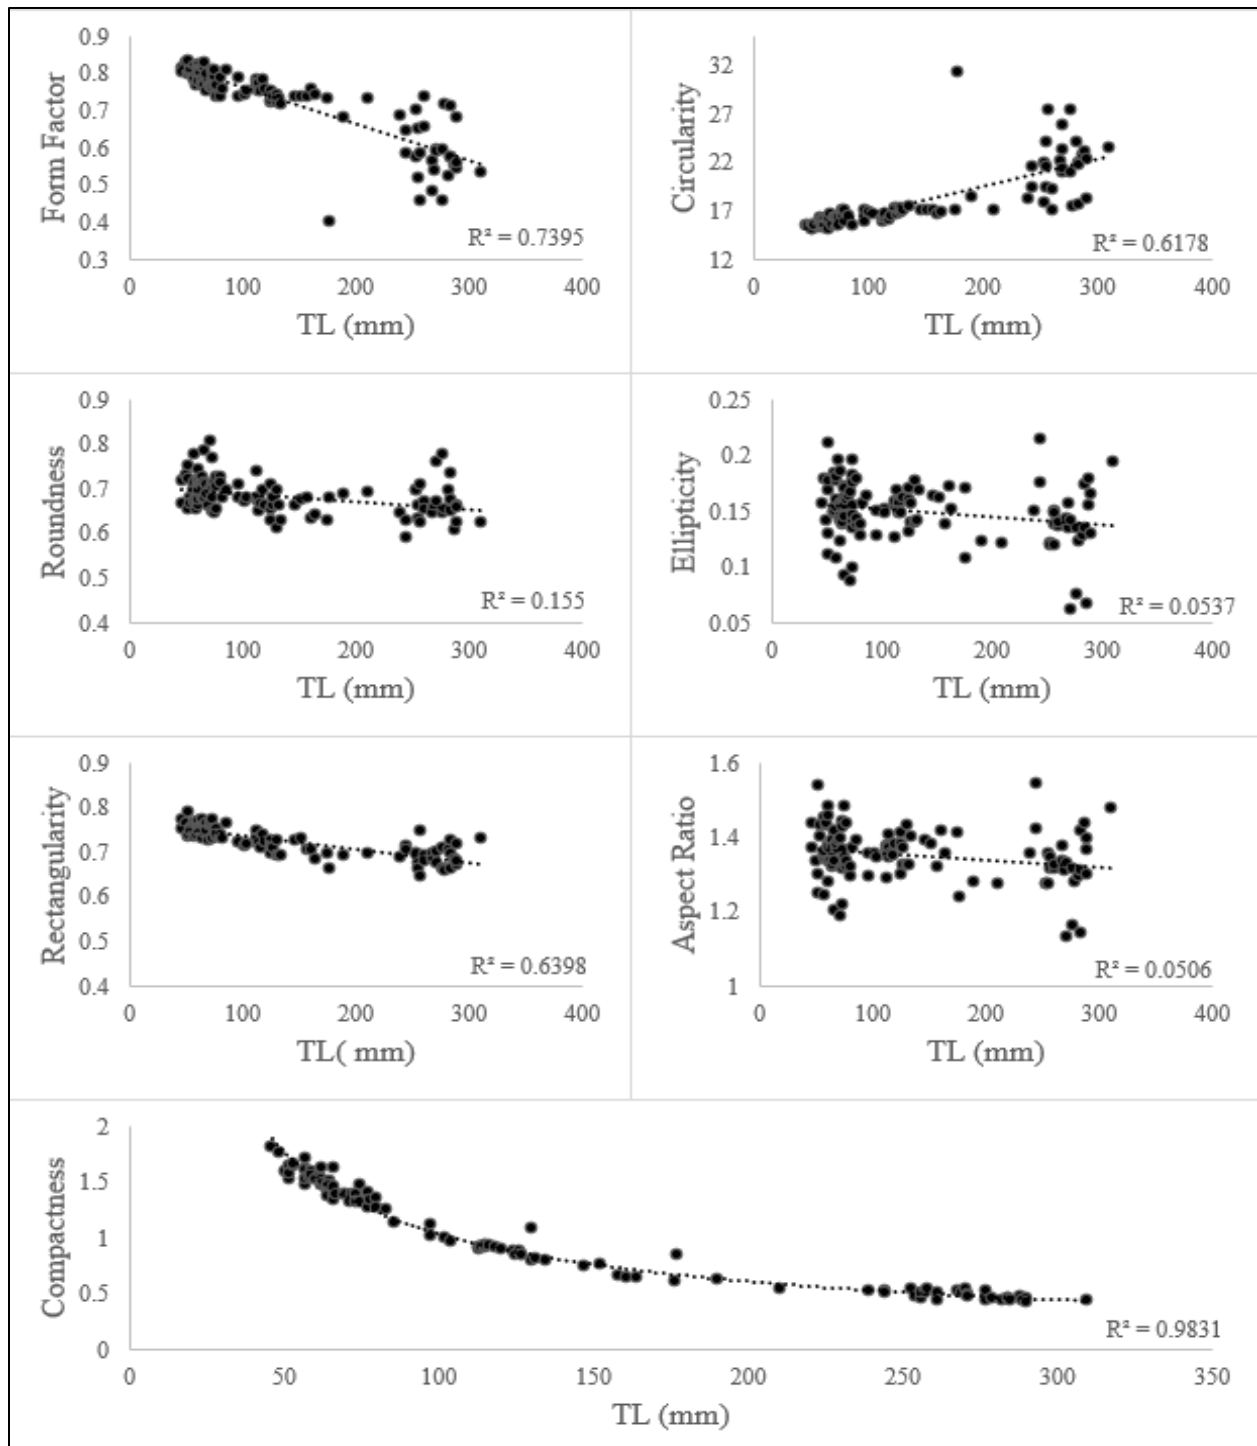 0.9
0.8
0.7
0.6
0.5
0.4
0.3
Form Factor
R² = 0.7395
0 100 200 300 400
TL (mm)
32
27
22
17
12
Circularity
R² = 0.6178
0 100 200 300 400
TL (mm)
0.9
0.8
0.7
0.6
0.5
0.4
Roundness
R² = 0.155
0 100 200 300 400
TL (mm)
0.25
0.2
0.15
0.1
0.05
Ellipticity
R² = 0.0537
0 100 200 300 400
TL (mm)
0.9
0.8
0.7
0.6
0.5
0.4
Rectangularity
R² = 0.6398
0 100 200 300 400
TL( mm)
1.6
1.4
1.2
1
Aspect Ratio
R² = 0.0506
0 100 200 300 400
TL (mm)
2
1.5
1
0.5
0
Compactness
R² = 0.9831
0 50 100 150 200 250 300 350
TL (mm)